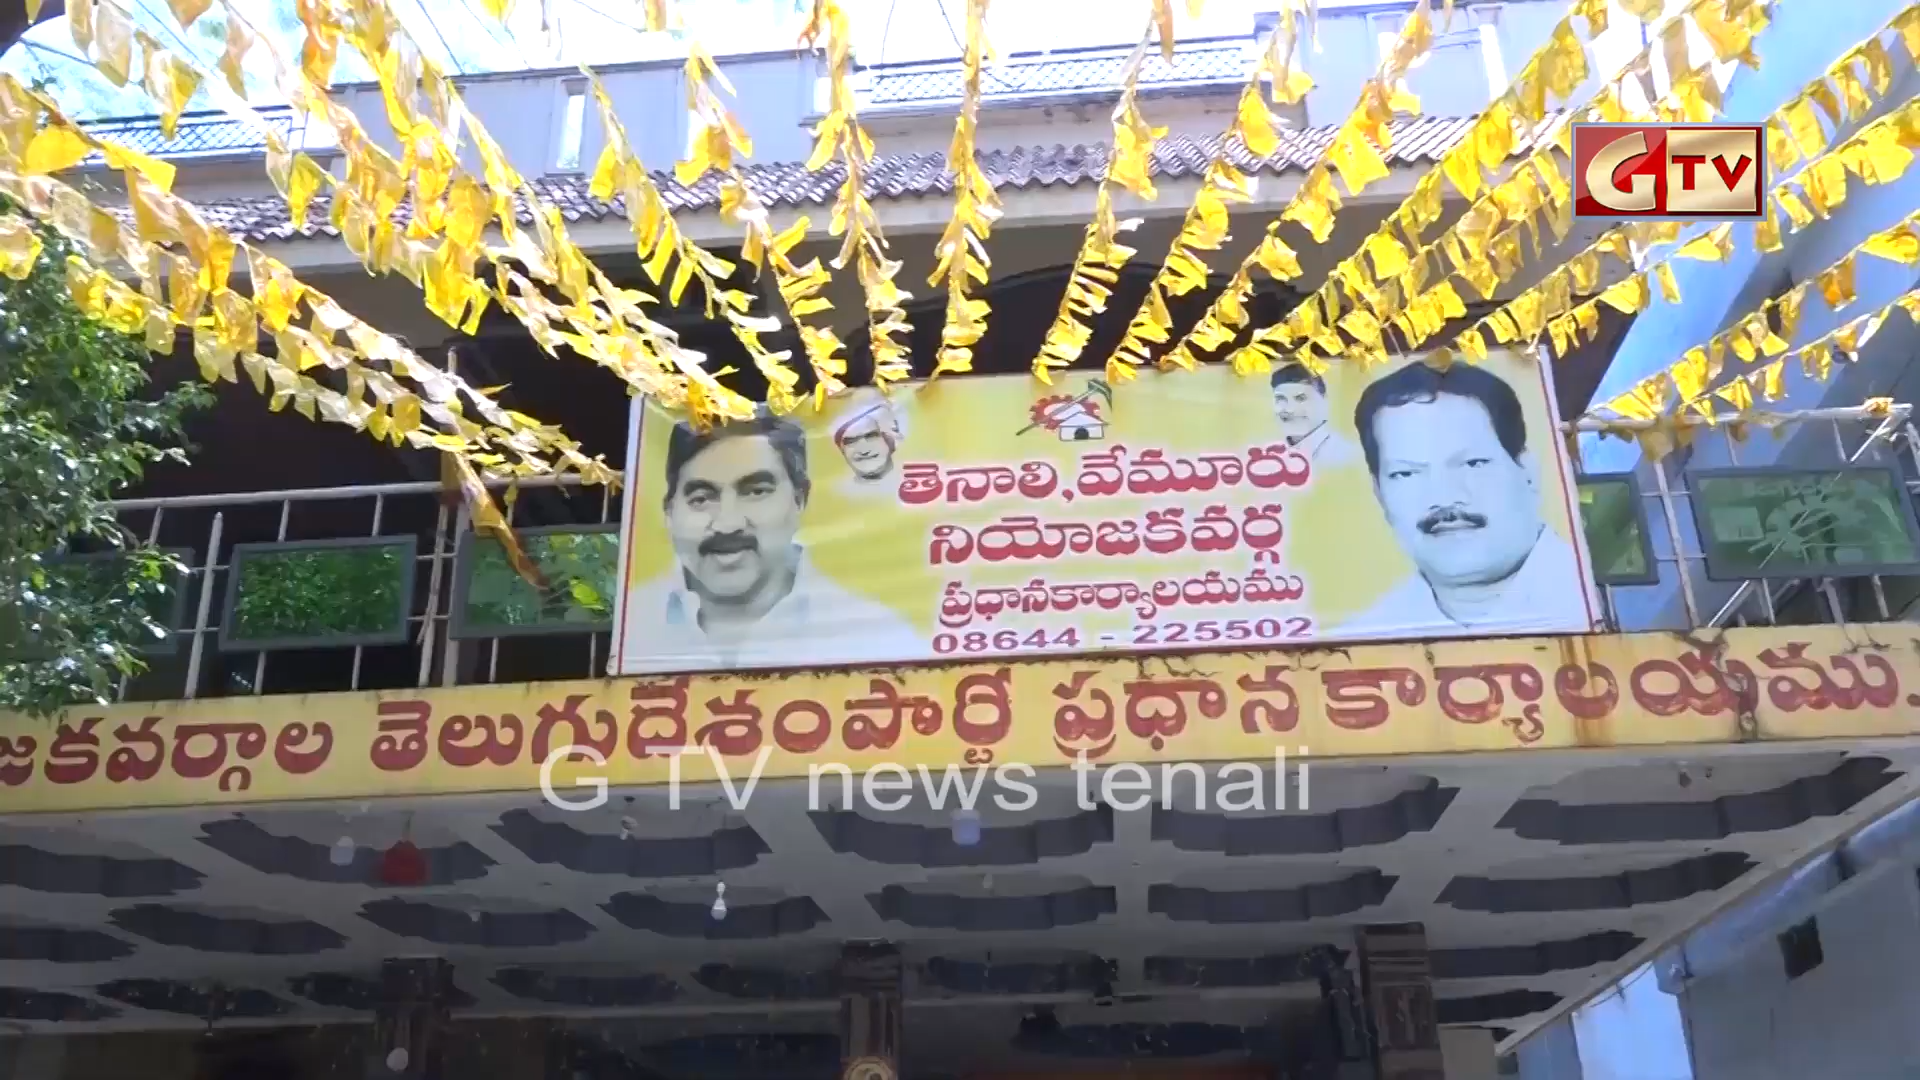 GTV
తెనాలి,వేమూరు
నియోజకవర్గ
ప్రధానకార్యాలయము
08644 - 225502
జకవర్గాల తెలుగుదేశంపార్టీ ప్రధాన కార్యాలయము.
G TV news tenali